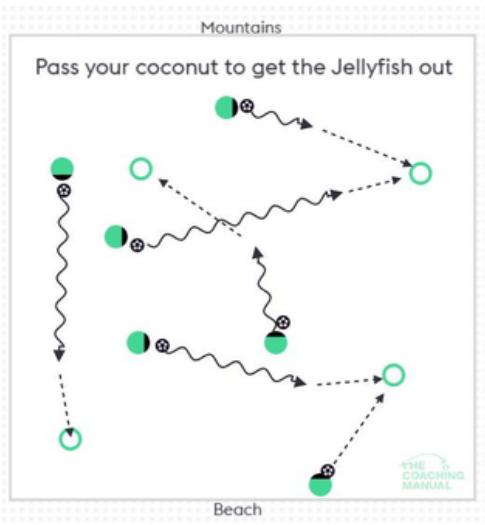 Mountains
Pass your coconut to get the Jellyfish out
THE
COACHING
MANUAL
Beach